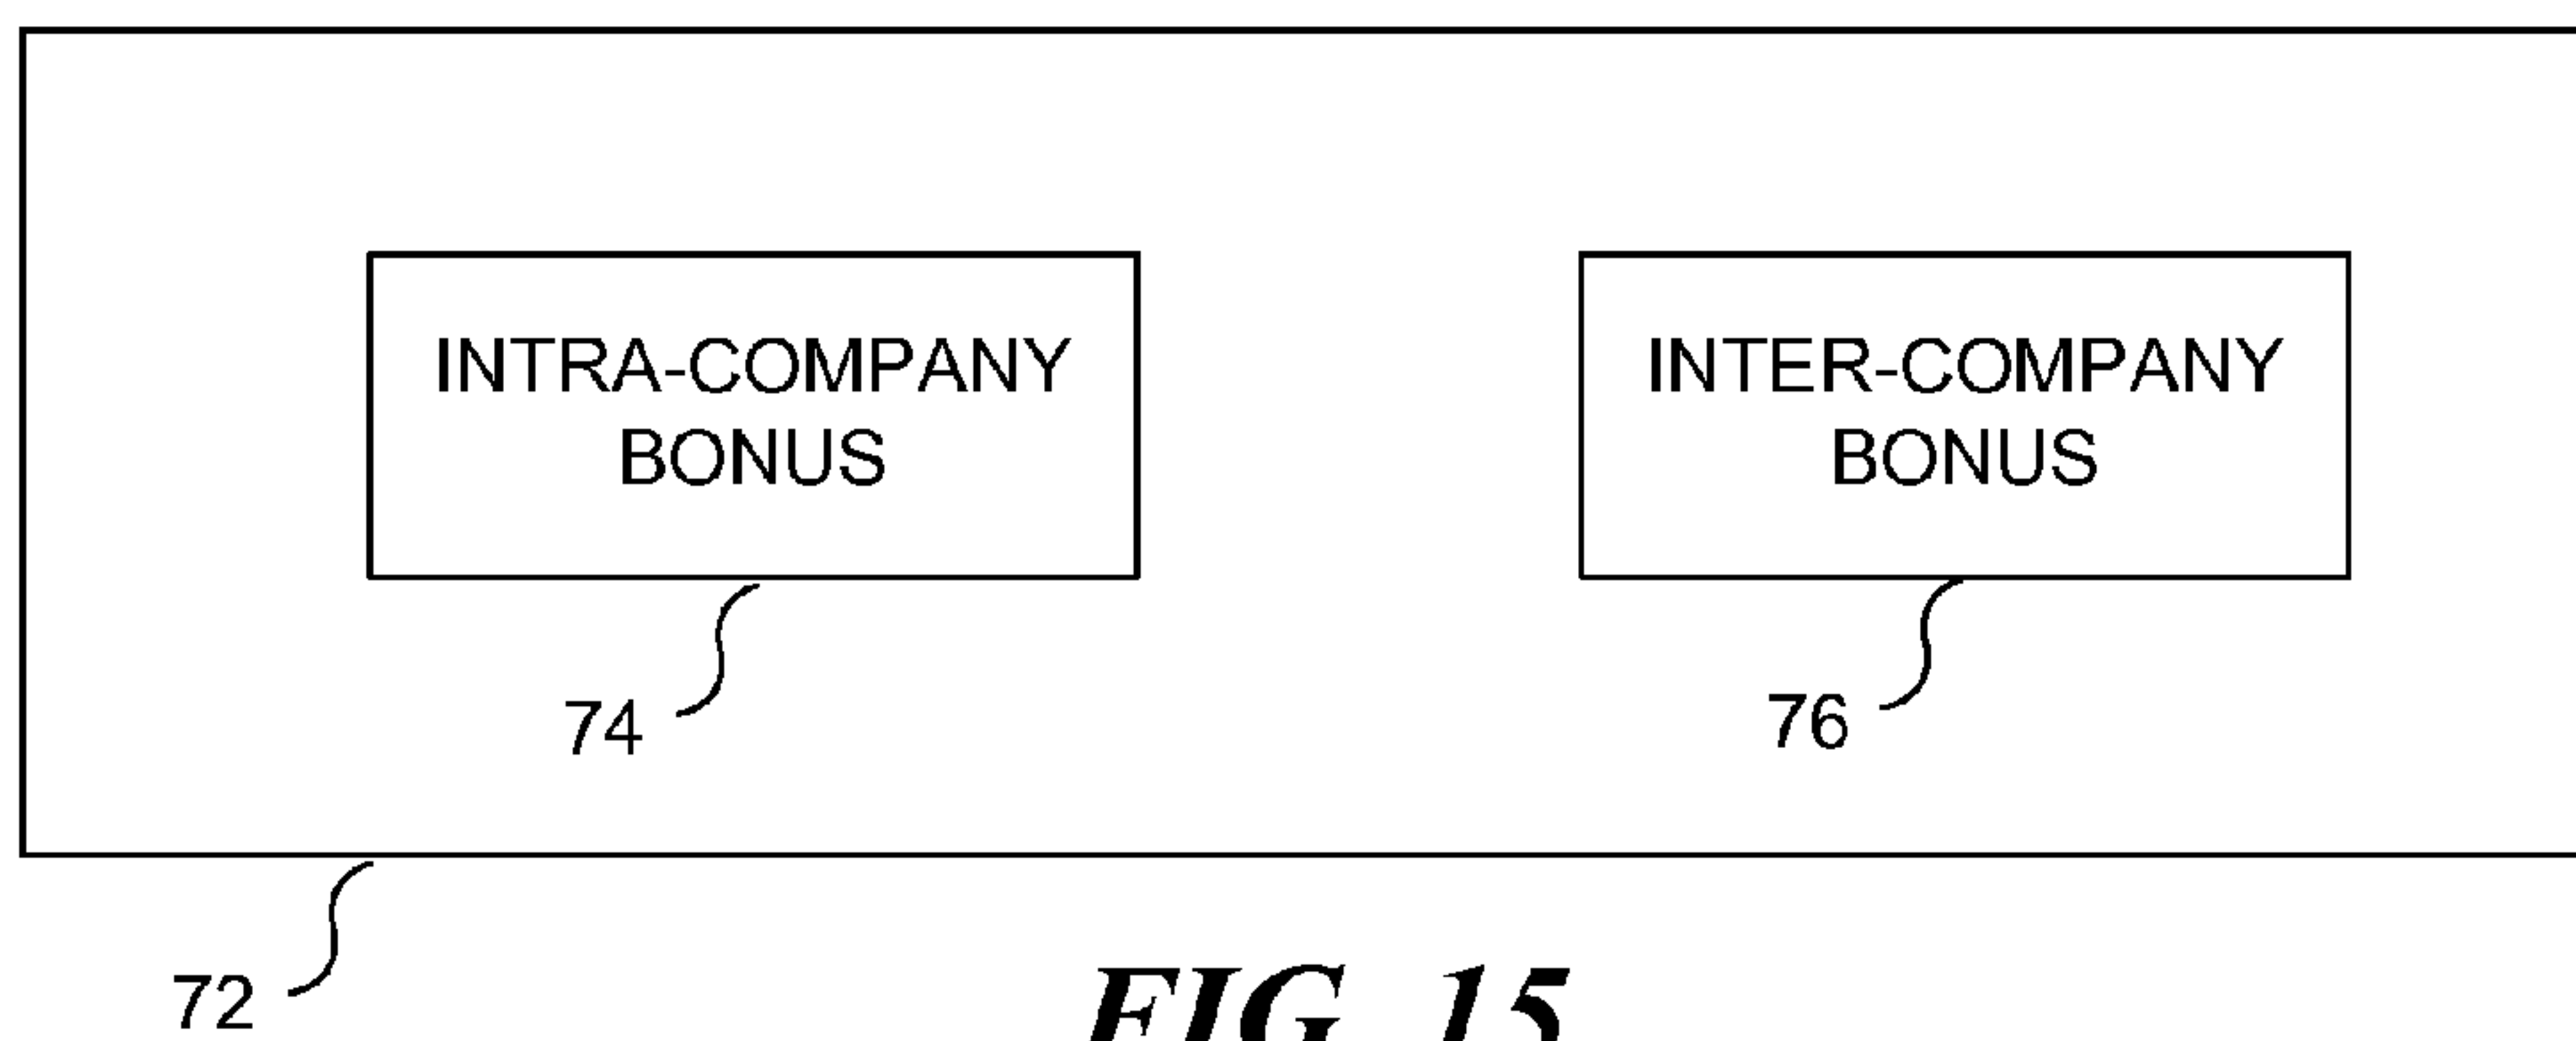 INTRA-COMPANY
BONUS
INTER-COMPANY
BONUS
74
76
72
FIG 15